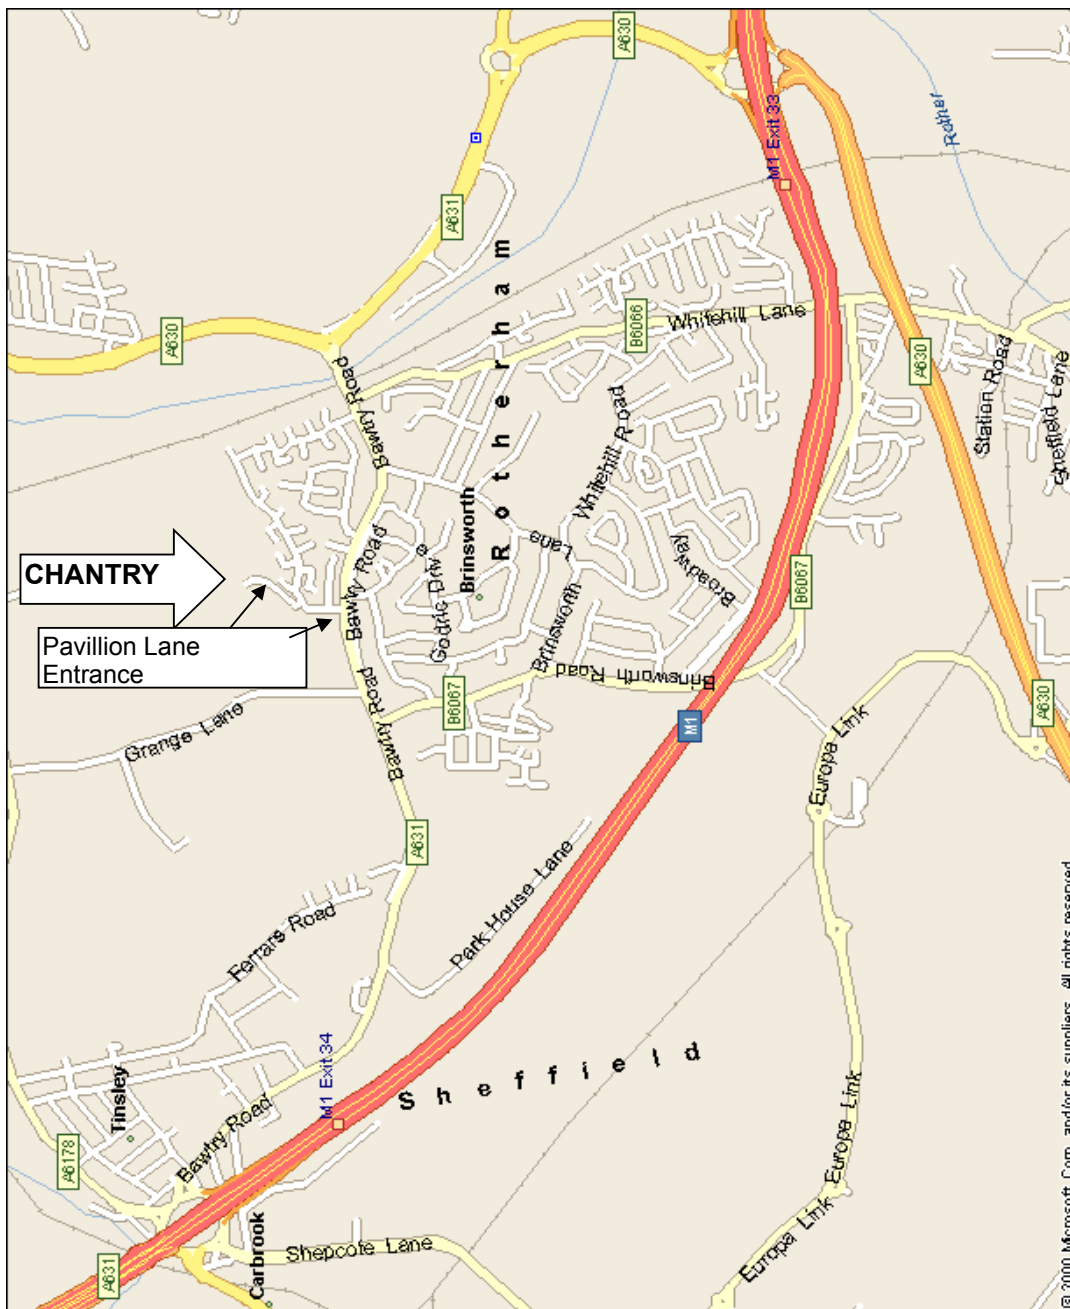 A630
A631
M1 Exit 33
Rother
A630
Bawtry Road
B6066
Whitehill Lane
A630
Station Road
Sheffield Lane
Rotherham
Bawtry Road
Whitehill Road
CHANTRY
Pavillion Lane
Entrance
Bawtry Road
Godric Drive
Brinsworth
Lane
Brinsworth
Broadway
B6067
Brinsworth Road
B6067
M1
A630
Grange Lane
Bawtry Road
A631
Europa Link
Park House Lane
Ferrars Road
M1 Exit 34
Sheffield
Tinsley
A6178
Bawtry Road
Europa Link
Europa Link
Carbrook
Shepcote Lane
A631
© 2000 Microsoft Corp. and/or its suppliers. All rights reserved.